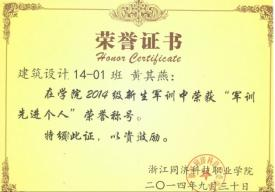 荣誉证书
Honor Certificate
建筑设计14-01班 黄其燕：
在学院2014级新生军训中荣获“军训
先进个人”荣誉称号。
特颁此证，以资鼓励。
浙江同济科技职业学院
二〇一四年九月三十日